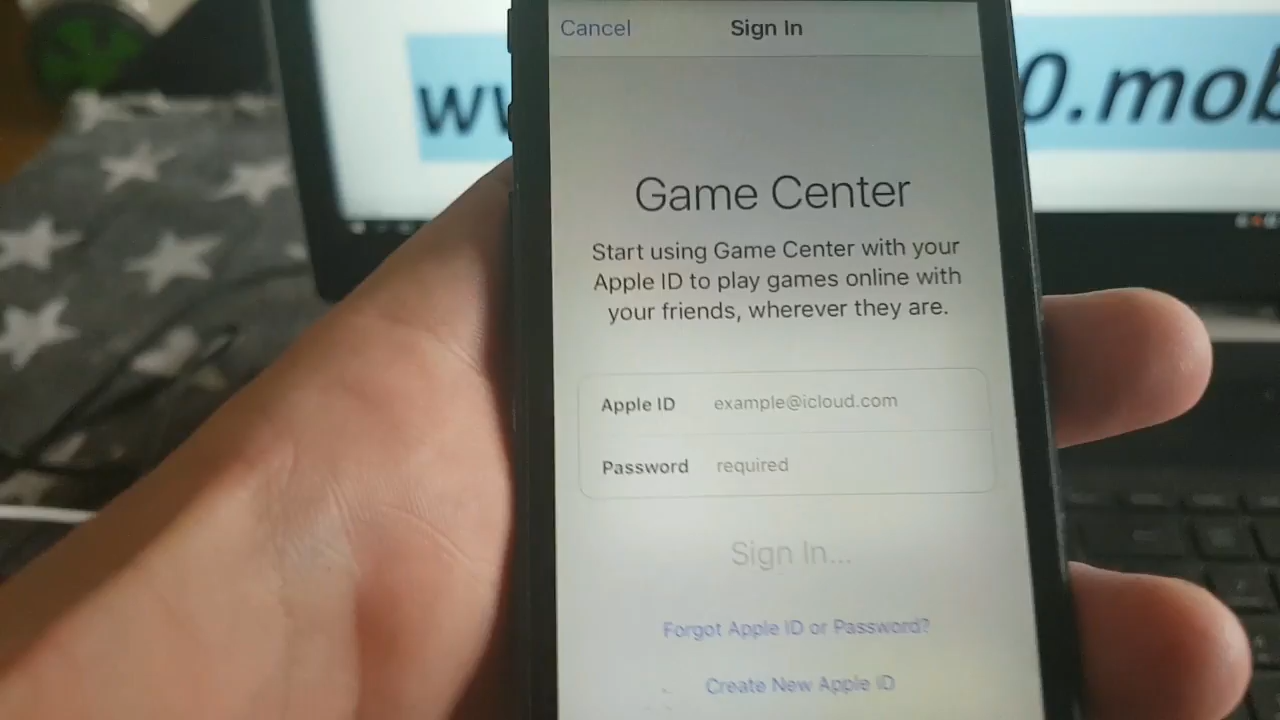 Cancel
Sign In
0.mob
Game Center
Start using Game Center with your
Apple ID to play games online with
your friends, wherever they are.
Apple ID example@icloud.com
Password required
Sign In...
Forgot Apple ID or Password?
Create New Apple ID